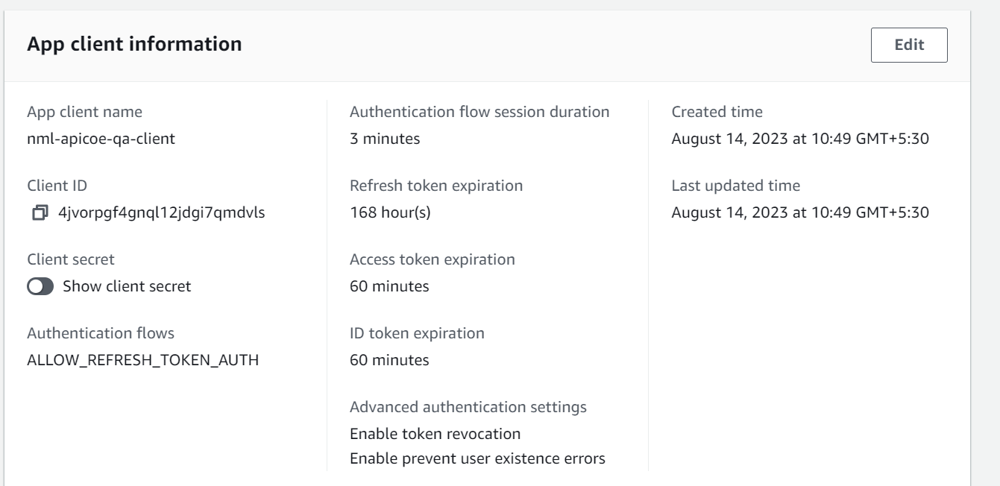 App client information
Edit
App client name
nml-apicoe-qa-client
Client ID
4jvorpgf4gnql12jdgi7qmdvls
Client secret
Show client secret
Authentication flows
ALLOW_REFRESH_TOKEN_AUTH
Authentication flow session duration
3 minutes
Refresh token expiration
168 hour(s)
Access token expiration
60 minutes
ID token expiration
60 minutes
Advanced authentication settings
Enable token revocation
Enable prevent user existence errors
Created time
August 14, 2023 at 10:49 GMT+5:30
Last updated time
August 14, 2023 at 10:49 GMT+5:30